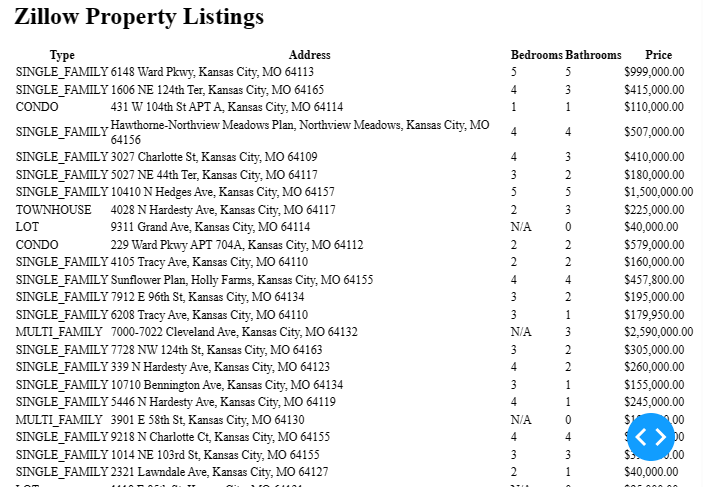 Zillow Property Listings
Type Address Bedrooms Bathrooms Price
SINGLE_FAMILY 6148 Ward Pkwy, Kansas City, MO 64113 5 5 $999,000.00
SINGLE_FAMILY 1606 NE 124th Ter, Kansas City, MO 64165 4 3 $415,000.00
CONDO 431 W 104th St APT A, Kansas City, MO 64114 1 1 $110,000.00
SINGLE_FAMILY Hawthorne-Northview Meadows Plan, Northview Meadows, Kansas City, MO 4 4 $507,000.00
64156
SINGLE_FAMILY 3027 Charlotte St, Kansas City, MO 64109 4 3 $410,000.00
SINGLE_FAMILY 5027 NE 44th Ter, Kansas City, MO 64117 3 2 $180,000.00
SINGLE_FAMILY 10410 N Hedges Ave, Kansas City, MO 64157 5 5 $1,500,000.00
TOWNHOUSE 4028 N Hardesty Ave, Kansas City, MO 64117 2 3 $225,000.00
LOT 9311 Grand Ave, Kansas City, MO 64114 N/A 0 $40,000.00
CONDO 229 Ward Pkwy APT 704A, Kansas City, MO 64112 2 2 $579,000.00
SINGLE_FAMILY 4105 Tracy Ave, Kansas City, MO 64110 2 2 $160,000.00
SINGLE_FAMILY Sunflower Plan, Holly Farms, Kansas City, MO 64155 4 4 $457,800.00
SINGLE_FAMILY 7912 E 96th St, Kansas City, MO 64134 3 2 $195,000.00
SINGLE_FAMILY 6208 Tracy Ave, Kansas City, MO 64110 3 1 $179,950.00
MULTI_FAMILY 7000-7022 Cleveland Ave, Kansas City, MO 64132 N/A 3 $2,590,000.00
SINGLE_FAMILY 7728 NW 124th St, Kansas City, MO 64163 3 2 $305,000.00
SINGLE_FAMILY 339 N Hardesty Ave, Kansas City, MO 64123 4 2 $260,000.00
SINGLE_FAMILY 10710 Bennington Ave, Kansas City, MO 64134 3 1 $155,000.00
SINGLE_FAMILY 5446 N Hardesty Ave, Kansas City, MO 64119 4 1 $245,000.00
MULTI_FAMILY 3901 E 58th St, Kansas City, MO 64130 N/A 0
SINGLE_FAMILY 9218 N Charlotte Ct, Kansas City, MO 64155 4 4
SINGLE_FAMILY 1014 NE 103rd St, Kansas City, MO 64155 3 3
SINGLE_FAMILY 2321 Lawndale Ave, Kansas City, MO 64127 2 1 $40,000.00